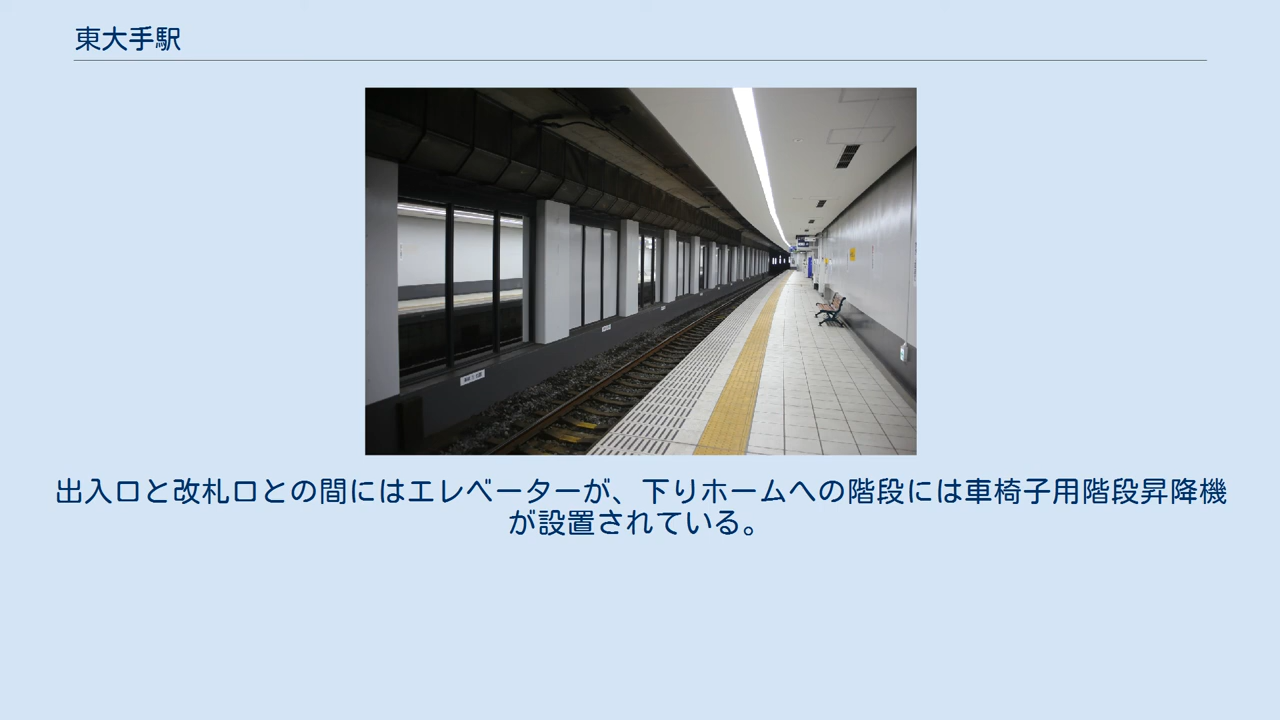 東大手駅
出入口と改札口との間にはエレベーターが、下りホームへの階段には車椅子用階段昇降機
が設置されている。